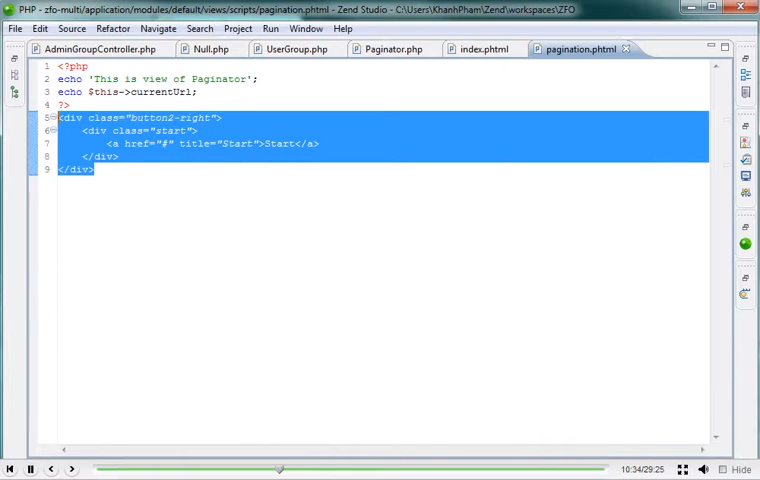 PHP - zfo-multi/application/modules/default/views/scripts/pagination.phtml - Zend Studio - C:\Users\KhanhPham\Zend\workspaces\ZFO
File Edit Source Refactor Navigate Search Project Run Window Help
AdminGroupController.php Null.php UserGroup.php Paginator.php index.phtml pagination.phtml
1 <?php
2 echo 'This is view of Paginator';
3 echo $this->currentUrl;
4 ?>
5 <div class="button2-right">
6 <div class="start">
7 <a href="#" title="Start">Start</a>
8 </div>
9 </div>
10:34/29:25 Hide